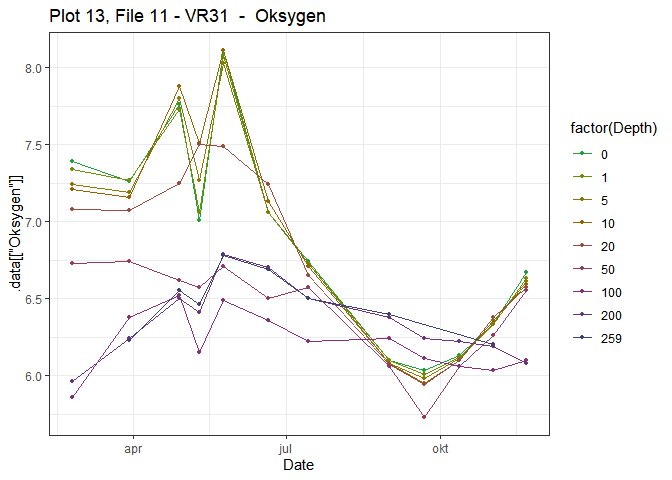 Plot 13, File 11 - VR31  -  Oksygen
.data[["Oksygen"]]
8.0
7.5
7.0
6.5
6.0
apr
jul
okt
Date
factor(Depth)
0
1
5
10
20
50
100
200
259